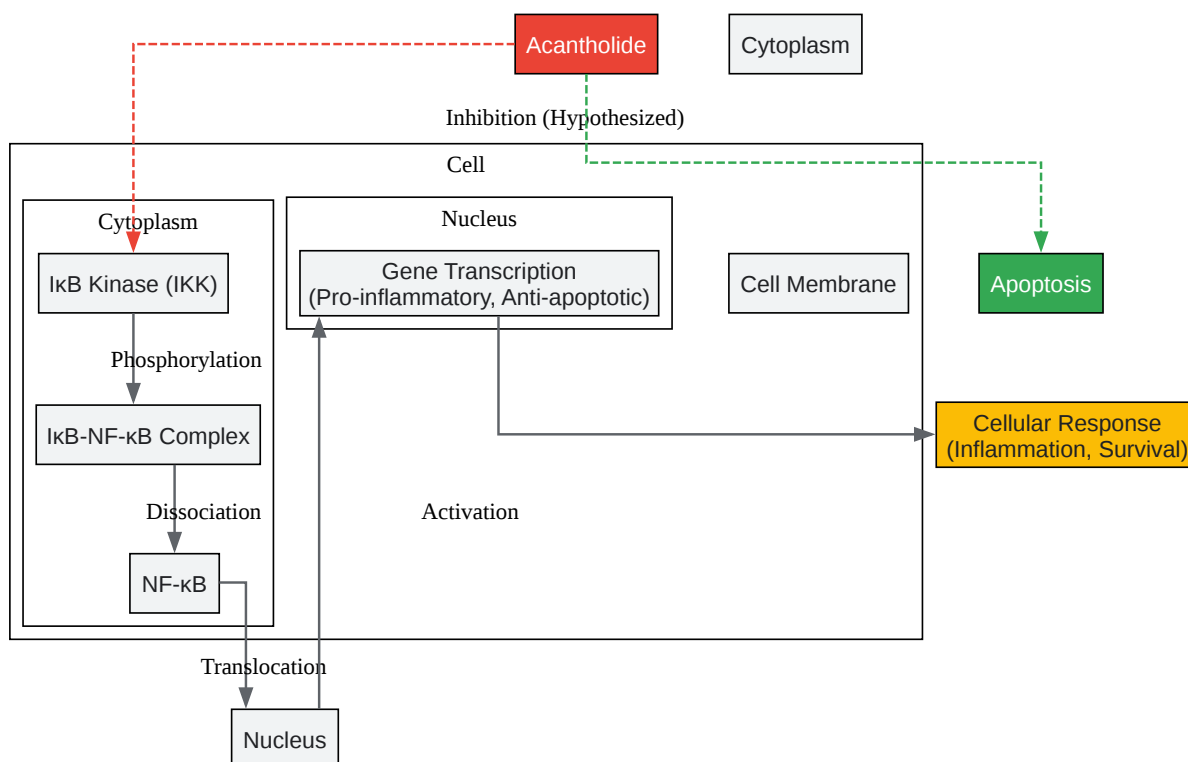 Acantholide
Cytoplasm
Inhibition (Hypothesized)
Cell
Cytoplasm
Nucleus
IκB Kinase (IKK)
Gene Transcription
(Pro-inflammatory, Anti-apoptotic)
Cell Membrane
Apoptosis
Phosphorylation
IκB-NF-κB Complex
Cellular Response
(Inflammation, Survival)
Dissociation
Activation
NF-κB
Translocation
Nucleus